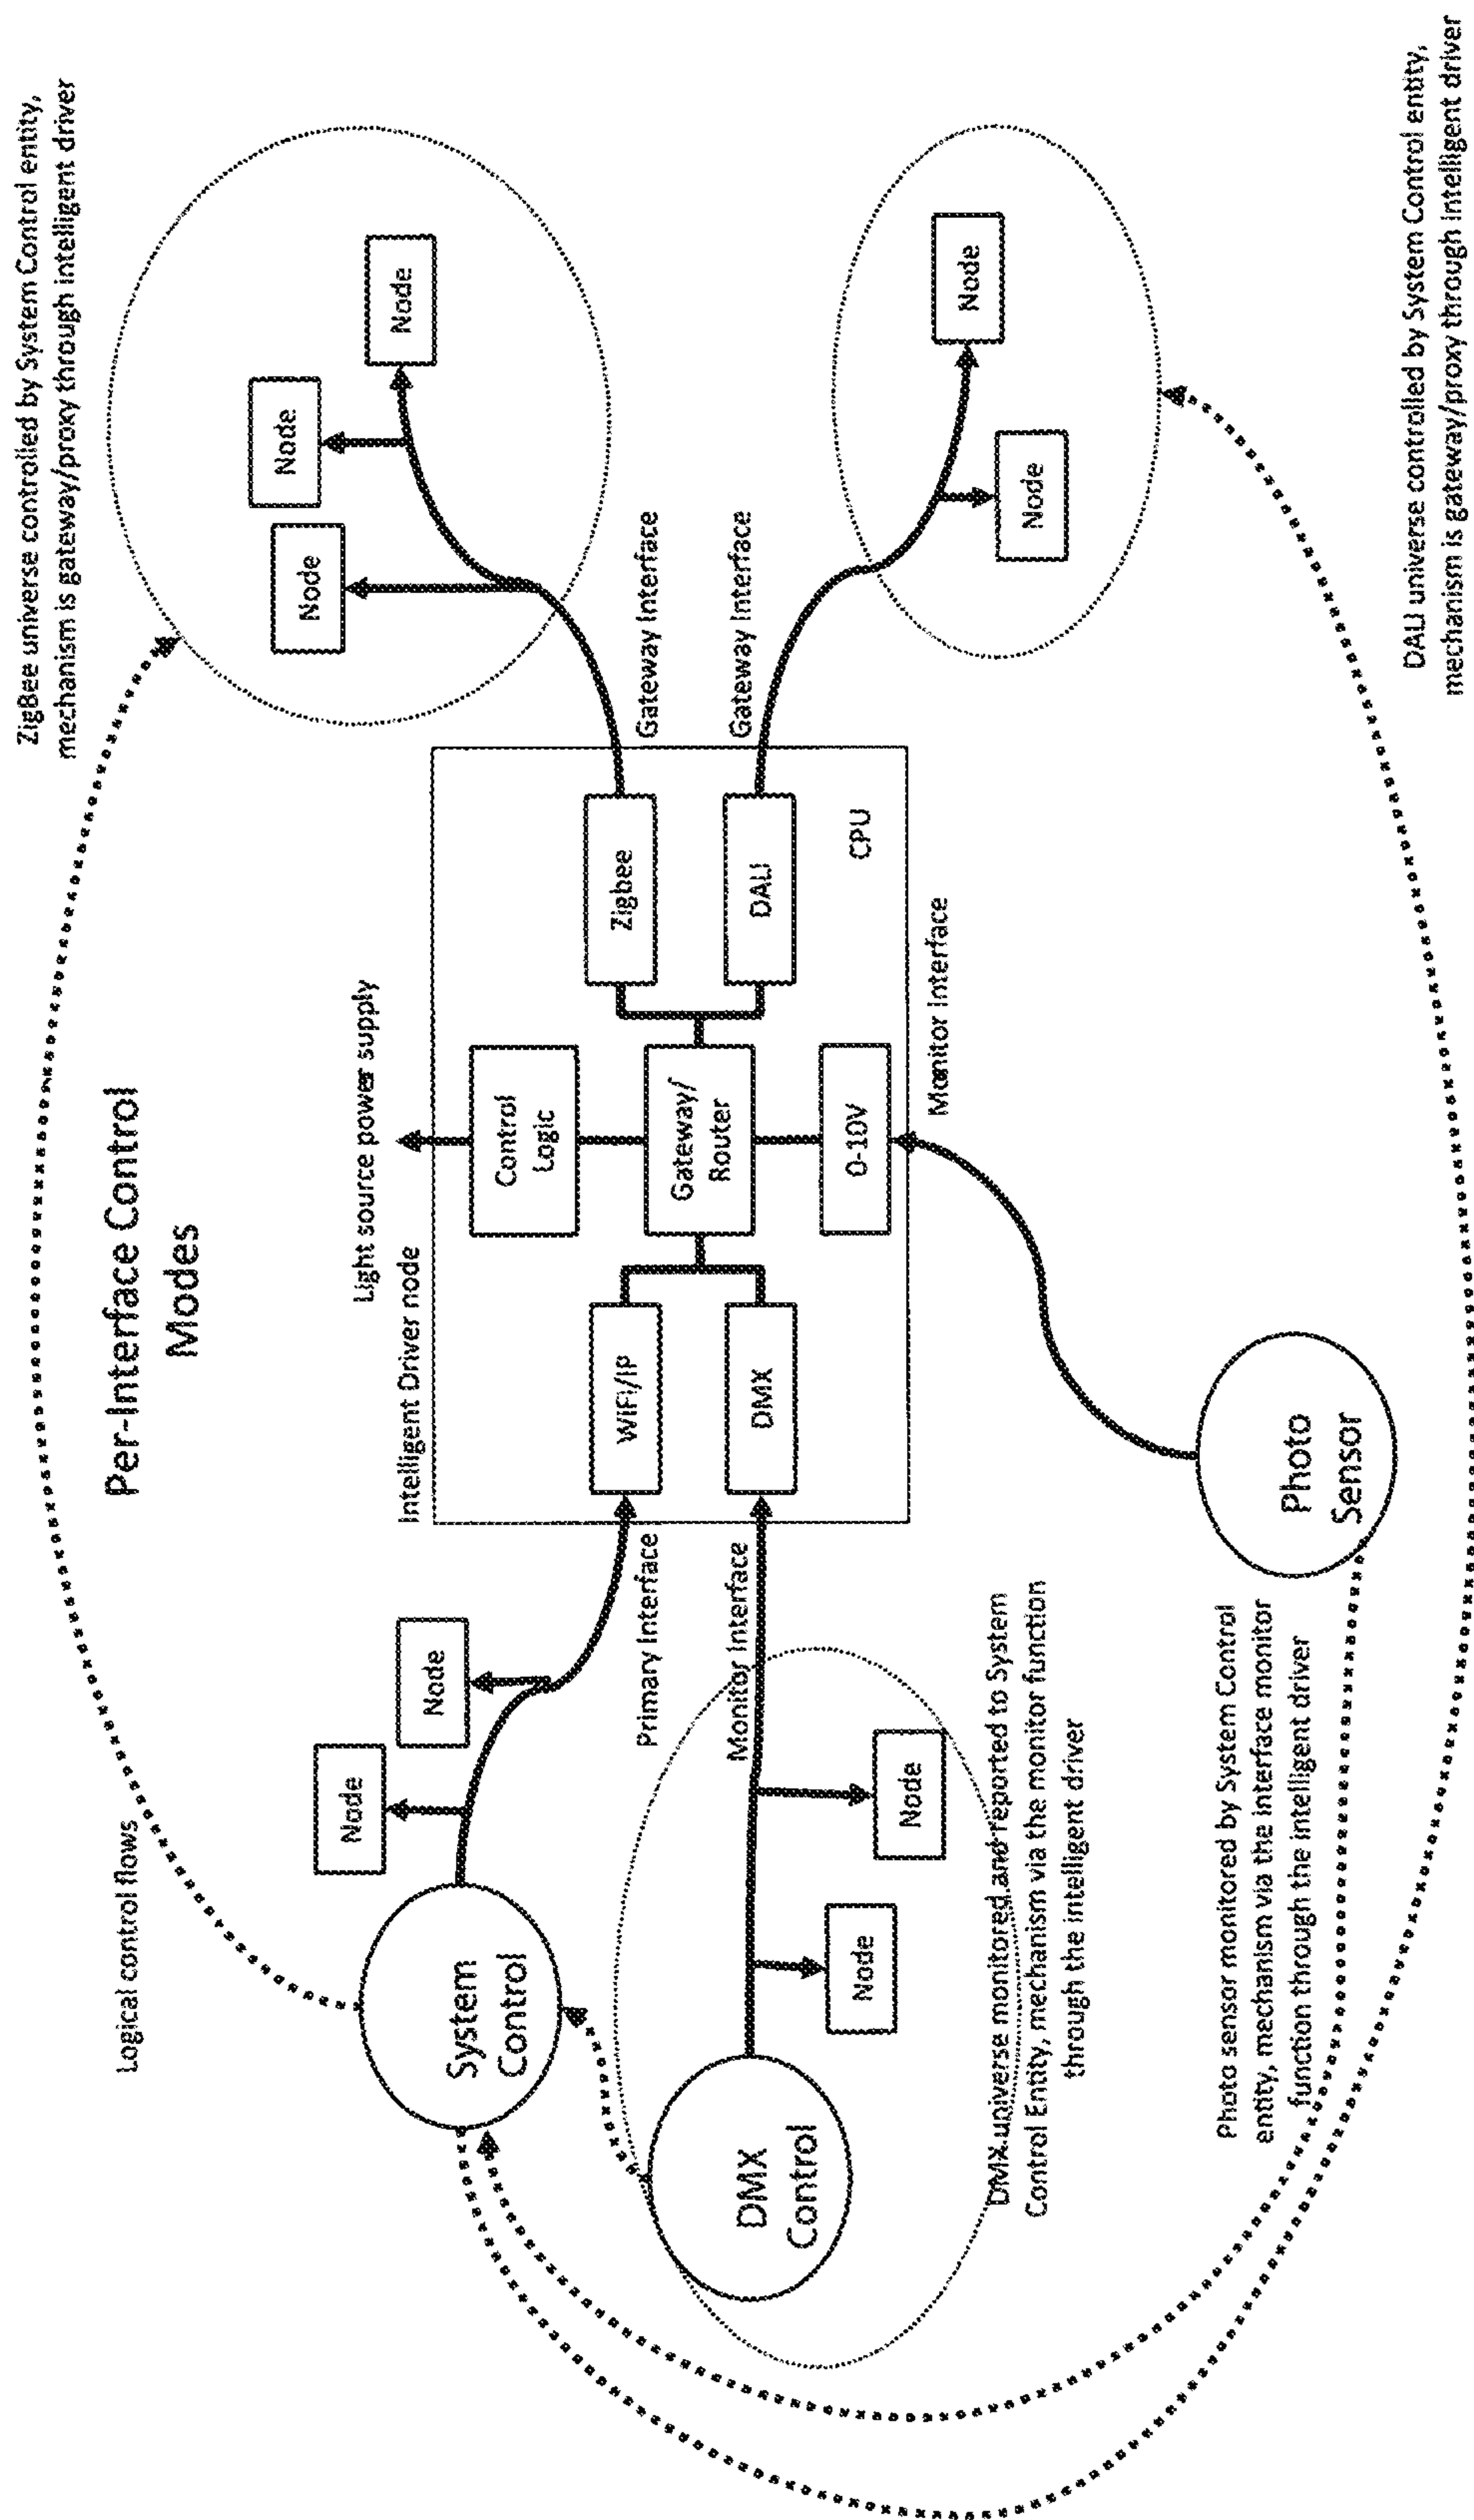 Per-Interface Control
Modes
ZigBee universe controlled by System Control entity,
mechanism is gateway/proxy through intelligent driver
Logical control flows
Node
Node
System
Control
Light source power supply
Intelligent Driver node
Control
Logic
WiFi/IP
DMX
Gateway/
Router
Zigbee
DALI
0-10V
CPU
Node
Node
Node
Gateway Interface
Gateway Interface
Primary Interface
Monitor Interface
Monitor Interface
DMX
Control
Node
Node
DMX universe monitored and reported to System
Control Entity, mechanism via the monitor function
through the intelligent driver
Node
Node
Photo
Sensor
Photo sensor monitored by System Control
entity, mechanism via the interface monitor
function through the intelligent driver
DALI universe controlled by System Control entity,
mechanism is gateway/proxy through intelligent driver